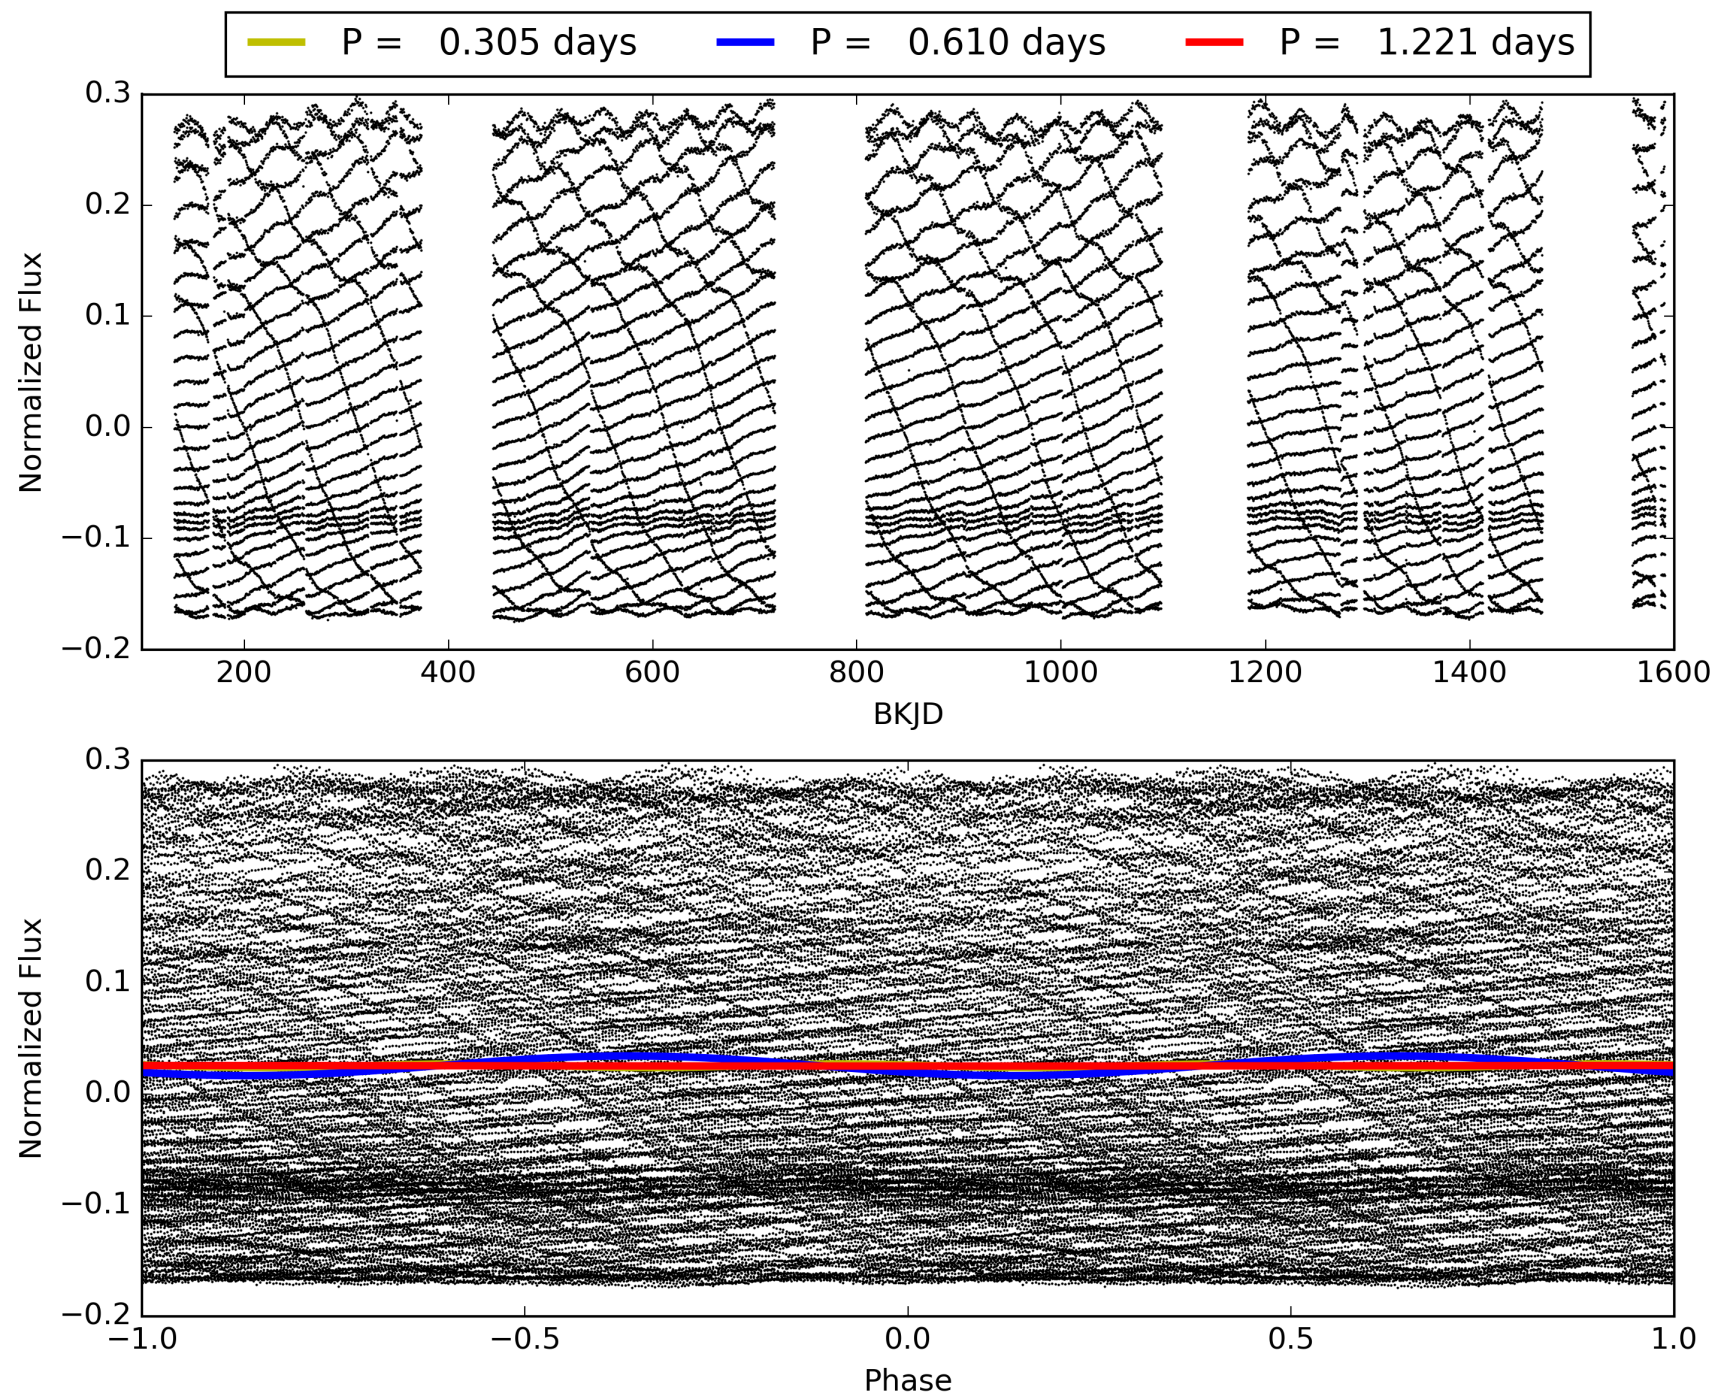 P = 0.305 days P = 0.610 days P = 1.221 days
0.3
0.2
0.1
0.0
−0.1
−0.2
Normalized Flux
200 400 600 800 1000 1200 1400 1600
BKJD
0.3
0.2
0.1
0.0
−0.1
−0.2
Normalized Flux
−1.0 −0.5 0.0 0.5 1.0
Phase